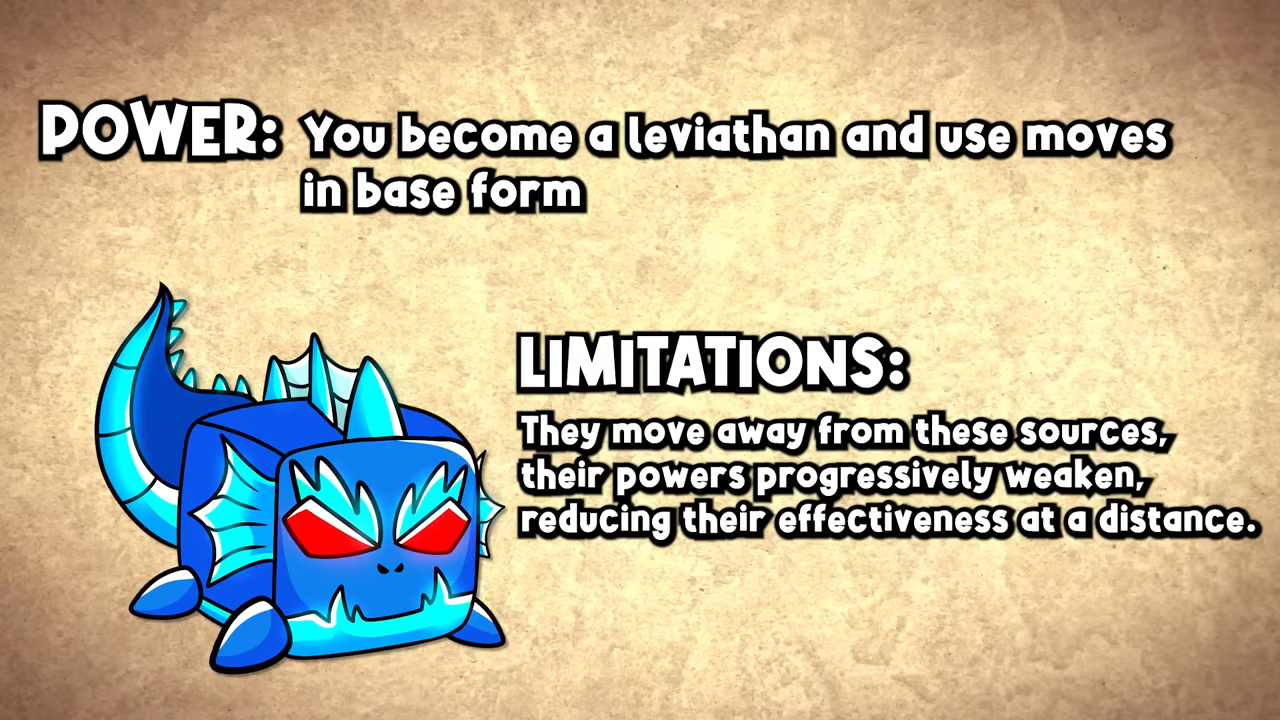 POWER: You become a leviathan and use moves
in base form
LIMITATIONS:
They move away from these sources,
their powers progressively weaken,
reducing their effectiveness at a distance.